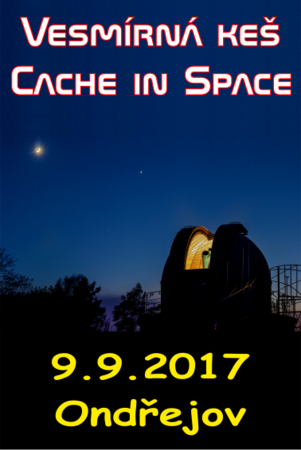 Vesmírná keš
Cache in Space
9.9.2017
Ondřejov